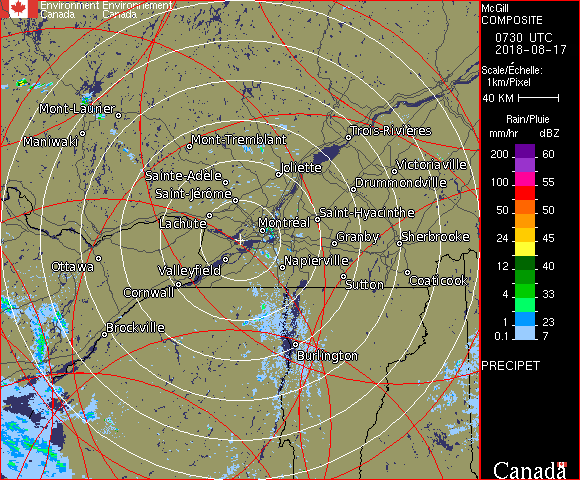 Environment Environnement
Canada Canada
McGill
COMPOSITE
0730 UTC
2018-08-17
Scale/Échelle:
1km/Pixel
40 KM
Rain/Pluie
mm/hr dBZ
200 60
100 55
50 50
24 45
12 40
4 33
1 23
0.1 7
PRECIPET
Canada
Mont-Laurier
Maniwaki
Mont-Tremblant
Trois-Rivières
Sainte-Adèle
Joliette
Victoriaville
Saint-Jérôme
Drummondville
Lachute
Montréal
Saint-Hyacinthe
Granby
Sherbrooke
Ottawa
Valleyfield
Napierville
Cornwall
Sutton
Coaticook
Brockville
Burlington